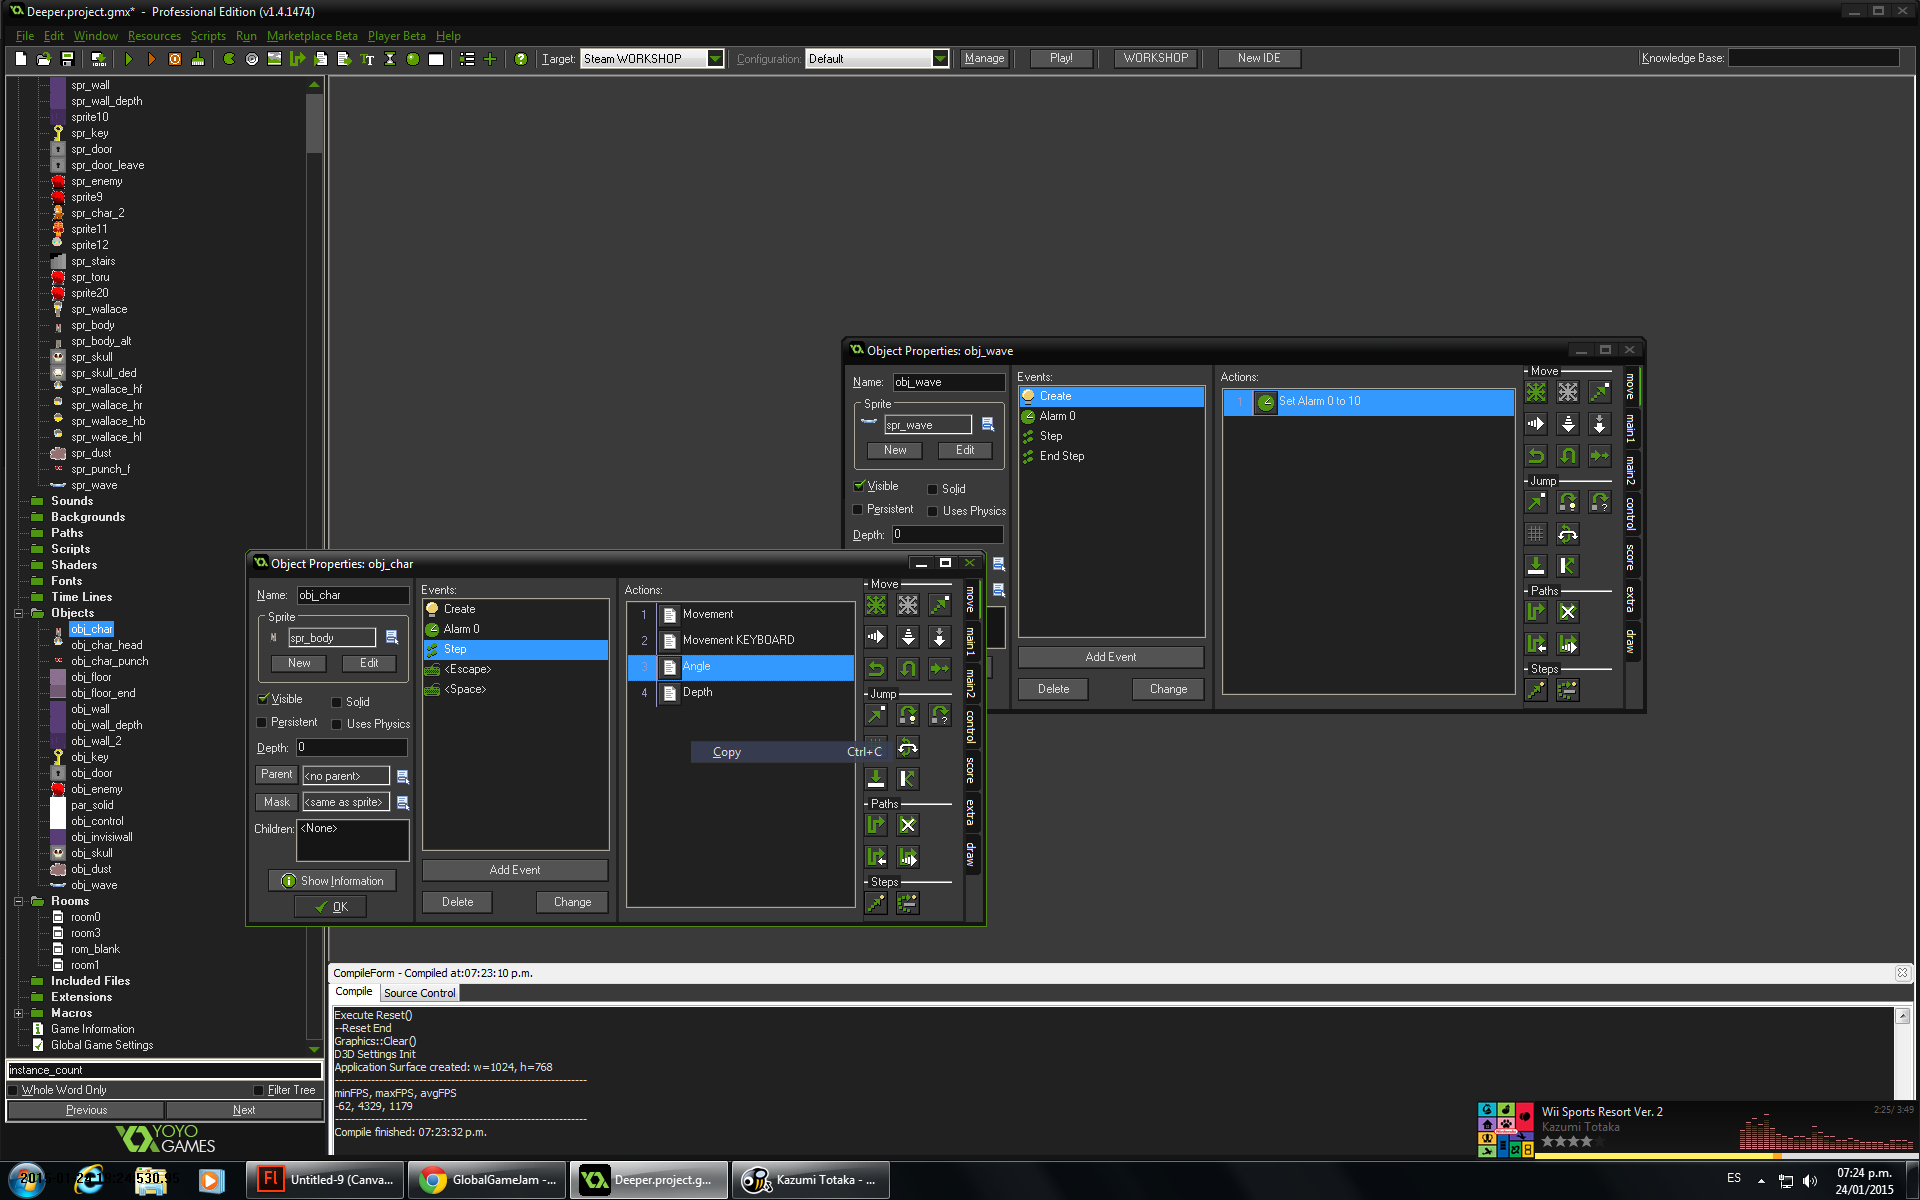 Deeper.project.gmx* - Professional Edition (v1.4.1474)
File Edit Window Resources Scripts Run Marketplace Beta Player Beta Help
Target: Steam WORKSHOP Configuration: Default Manage Play! WORKSHOP New IDE Knowledge Base:
spr_wall
spr_wall_depth
sprite10
spr_key
spr_door
spr_door_leave
spr_enemy
sprite9
spr_char_2
sprite11
sprite12
spr_stairs
spr_toru
sprite20
spr_wallace
spr_body
spr_body_alt
spr_skull
spr_skull_ded
spr_wallace_hf
spr_wallace_hr
spr_wallace_hb
spr_wallace_hl
spr_dust
spr_punch_f
spr_wave
Sounds
Backgrounds
Paths
Scripts
Shaders
Fonts
Time Lines
Objects
obj_char
obj_char_head
obj_char_punch
obj_floor
obj_floor_end
obj_wall
obj_wall_depth
obj_wall_2
obj_key
obj_door
obj_enemy
par_solid
obj_control
obj_invisiwall
obj_skull
obj_dust
obj_wave
Rooms
room0
room3
rom_blank
room1
Included Files
Extensions
Macros
Game Information
Global Game Settings
instance_count
Whole Word Only Filter Tree
Previous Next
YOYO
GAMES
Object Properties: obj_wave
Name: obj_wave
Sprite
spr_wave
New Edit
Visible Solid
Persistent Uses Physics
Depth: 0
Events:
Create
Alarm 0
Step
End Step
Add Event
Delete Change
Actions:
1 Set Alarm 0 to 10
Move
Jump
Paths
Steps
move
main1
main2
control
score
extra
draw
Object Properties: obj_char
Name: obj_char
Sprite
spr_body
New Edit
Visible Solid
Persistent Uses Physics
Depth: 0
Parent <no parent>
Mask <same as sprite>
Children: <None>
Show Information
OK
Events:
Create
Alarm 0
Step
<Escape>
<Space>
Add Event
Delete Change
Actions:
1 Movement
2 Movement KEYBOARD
3 Angle
4 Depth
Copy Ctrl+C
Move
Jump
Paths
Steps
move
main1
main2
control
score
extra
draw
CompileForm - Compiled at:07:23:10 p.m.
Compile Source Control
Execute Reset()
--Reset End
Graphics::Clear()
D3D Settings Init
Application Surface created: w=1024, h=768
minFPS, maxFPS, avgFPS
-62, 4329, 1179
Compile finished: 07:23:32 p.m.
Wii Sports Resort Ver. 2 2:25/ 3:49
Kazumi Totaka
Fl Untitled-9 (Canva...
GlobalGameJam -...
Deeper.project.g...
Kazumi Totaka - ...
ES
07:24 p.m.
24/01/2015